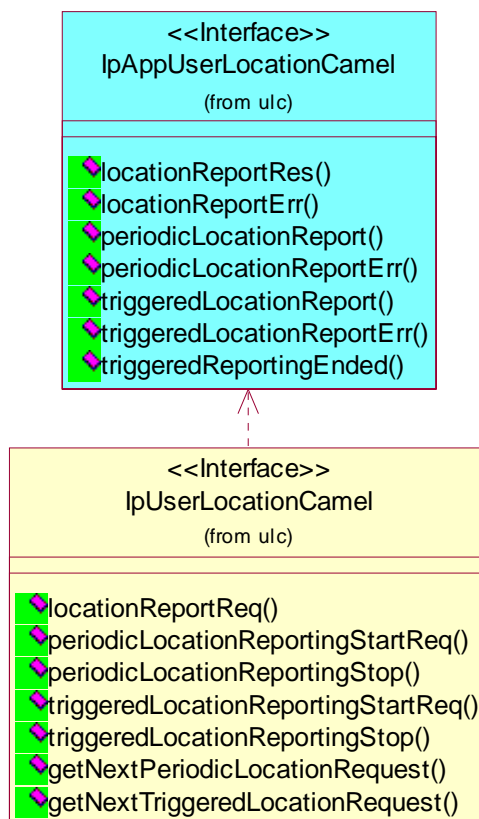 <<Interface>>
IpAppUserLocationCamel
(from ulc)
locationReportRes()
locationReportErr()
periodicLocationReport()
periodicLocationReportErr()
triggeredLocationReport()
triggeredLocationReportErr()
triggeredReportingEnded()
<<Interface>>
IpUserLocationCamel
(from ulc)
locationReportReq()
periodicLocationReportingStartReq()
periodicLocationReportingStop()
triggeredLocationReportingStartReq()
triggeredLocationReportingStop()
getNextPeriodicLocationRequest()
getNextTriggeredLocationRequest()